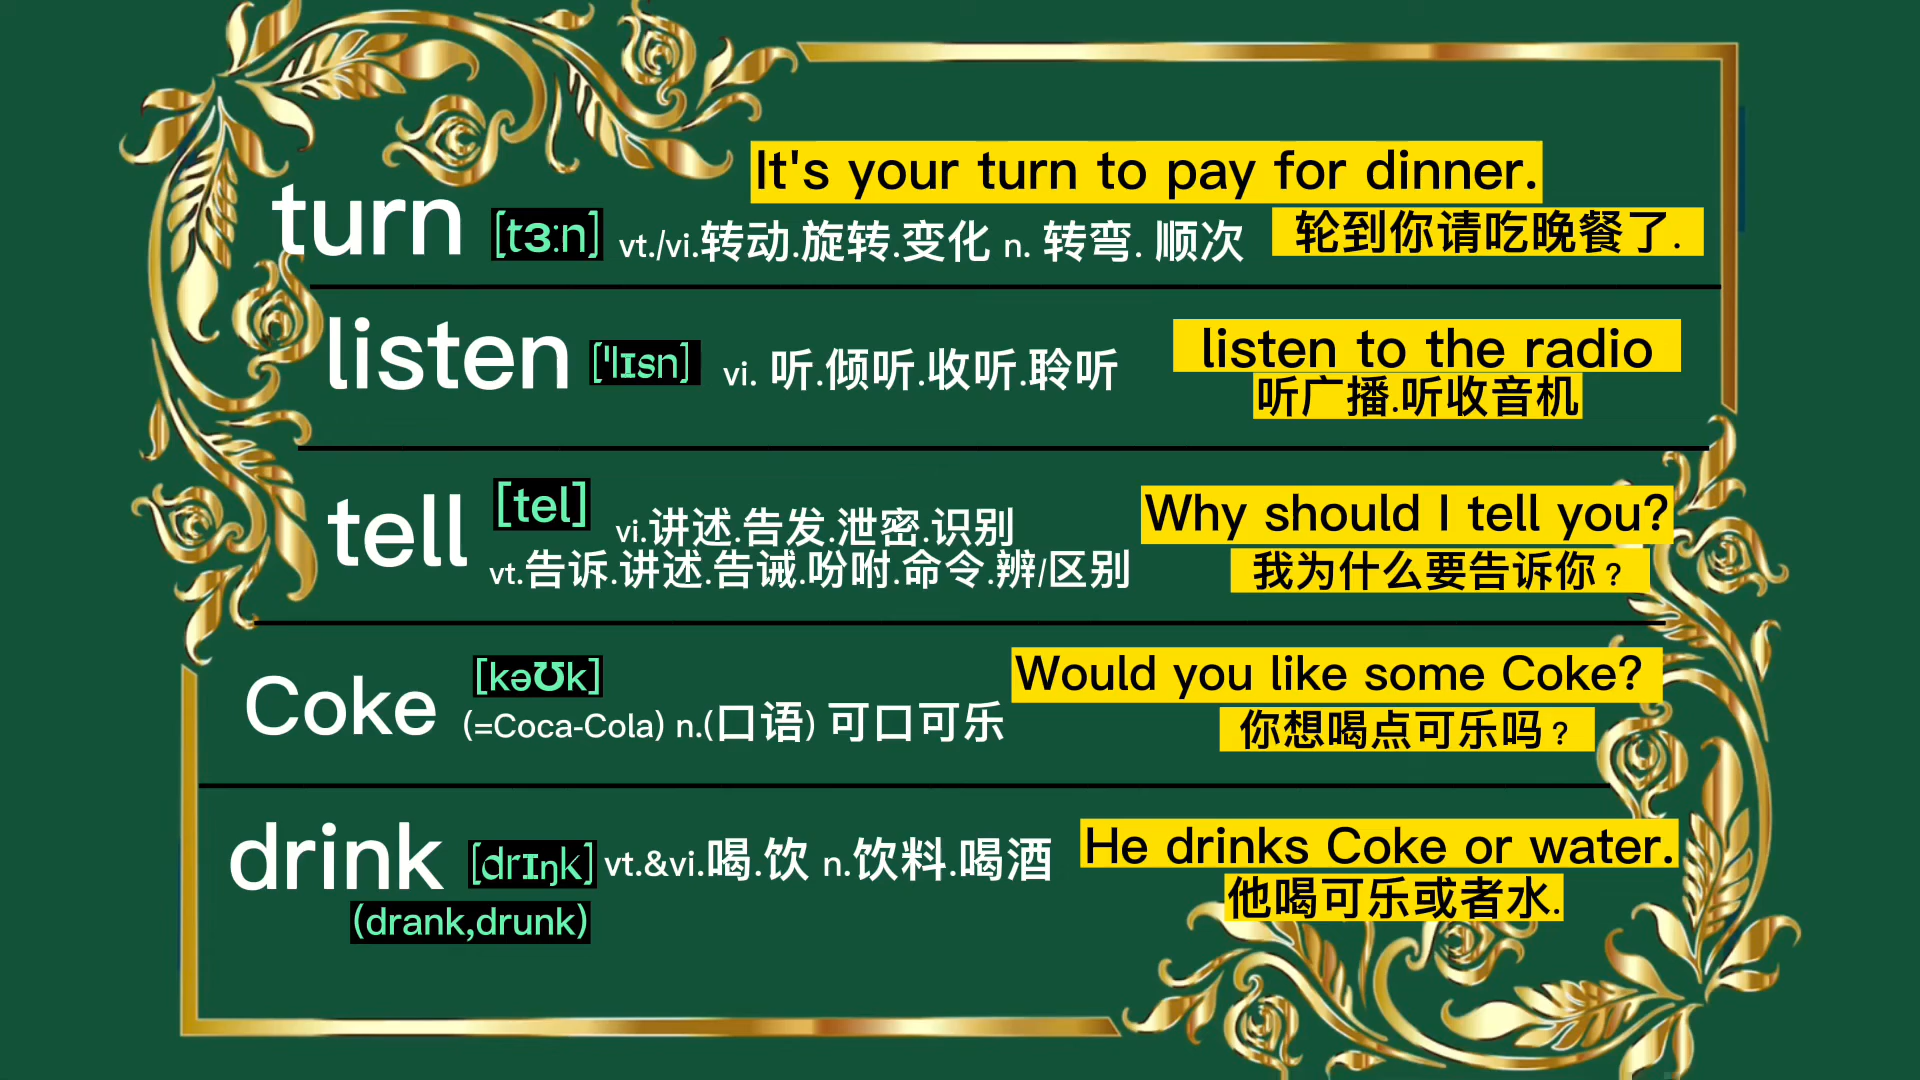 It's your turn to pay for dinner.
turn [tɜ:n] vt./vi.转动.旋转.变化 n. 转弯. 顺次 轮到你请吃晚餐了.
listen ['lɪsn] vi. 听.倾听.收听.聆听 listen to the radio
听广播.听收音机
tell [tel] vi.讲述.告发.泄密.识别 Why should I tell you?
vt.告诉.讲述.告诫.吩咐.命令.辨/区别 我为什么要告诉你?
Coke [kəʊk] Would you like some Coke?
(=Coca-Cola) n.(口语) 可口可乐 你想喝点可乐吗?
drink [drɪŋk] vt.&vi.喝.饮 n.饮料.喝酒 He drinks Coke or water.
(drank,drunk) 他喝可乐或者水.